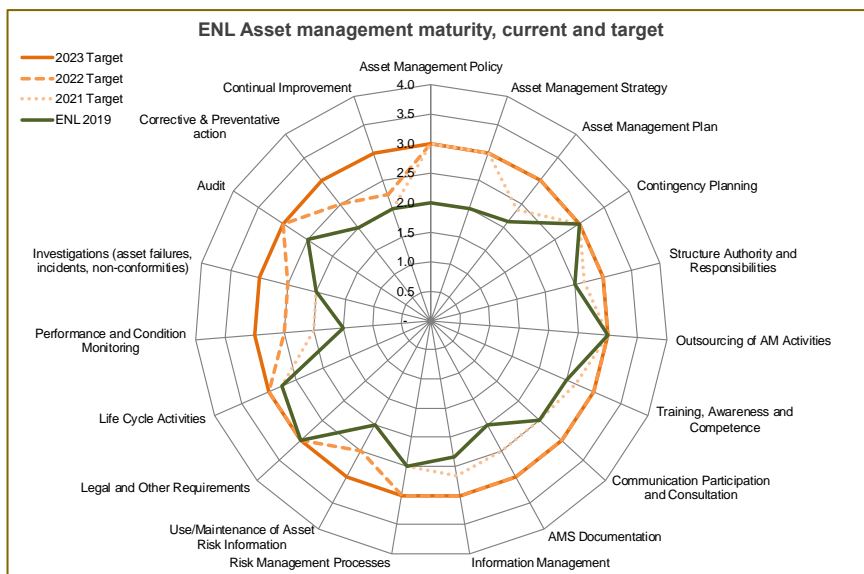 ENL Asset management maturity, current and target
2023 Target
2022 Target
2021 Target
ENL 2019
Asset Management Policy
Asset Management Strategy
Asset Management Plan
Contingency Planning
Structure Authority and
Responsibilities
Outsourcing of AM Activities
Training, Awareness and
Competence
Communication Participation
and Consultation
AMS Documentation
Information Management
Risk Management Processes
Use/Maintenance of Asset
Risk Information
Legal and Other Requirements
Life Cycle Activities
Performance and Condition
Monitoring
Investigations (asset failures,
incidents, non-conformities)
Audit
Corrective & Preventative
action
Continual Improvement
4.0
3.5
3.0
2.5
2.0
1.5
1.0
0.5
-